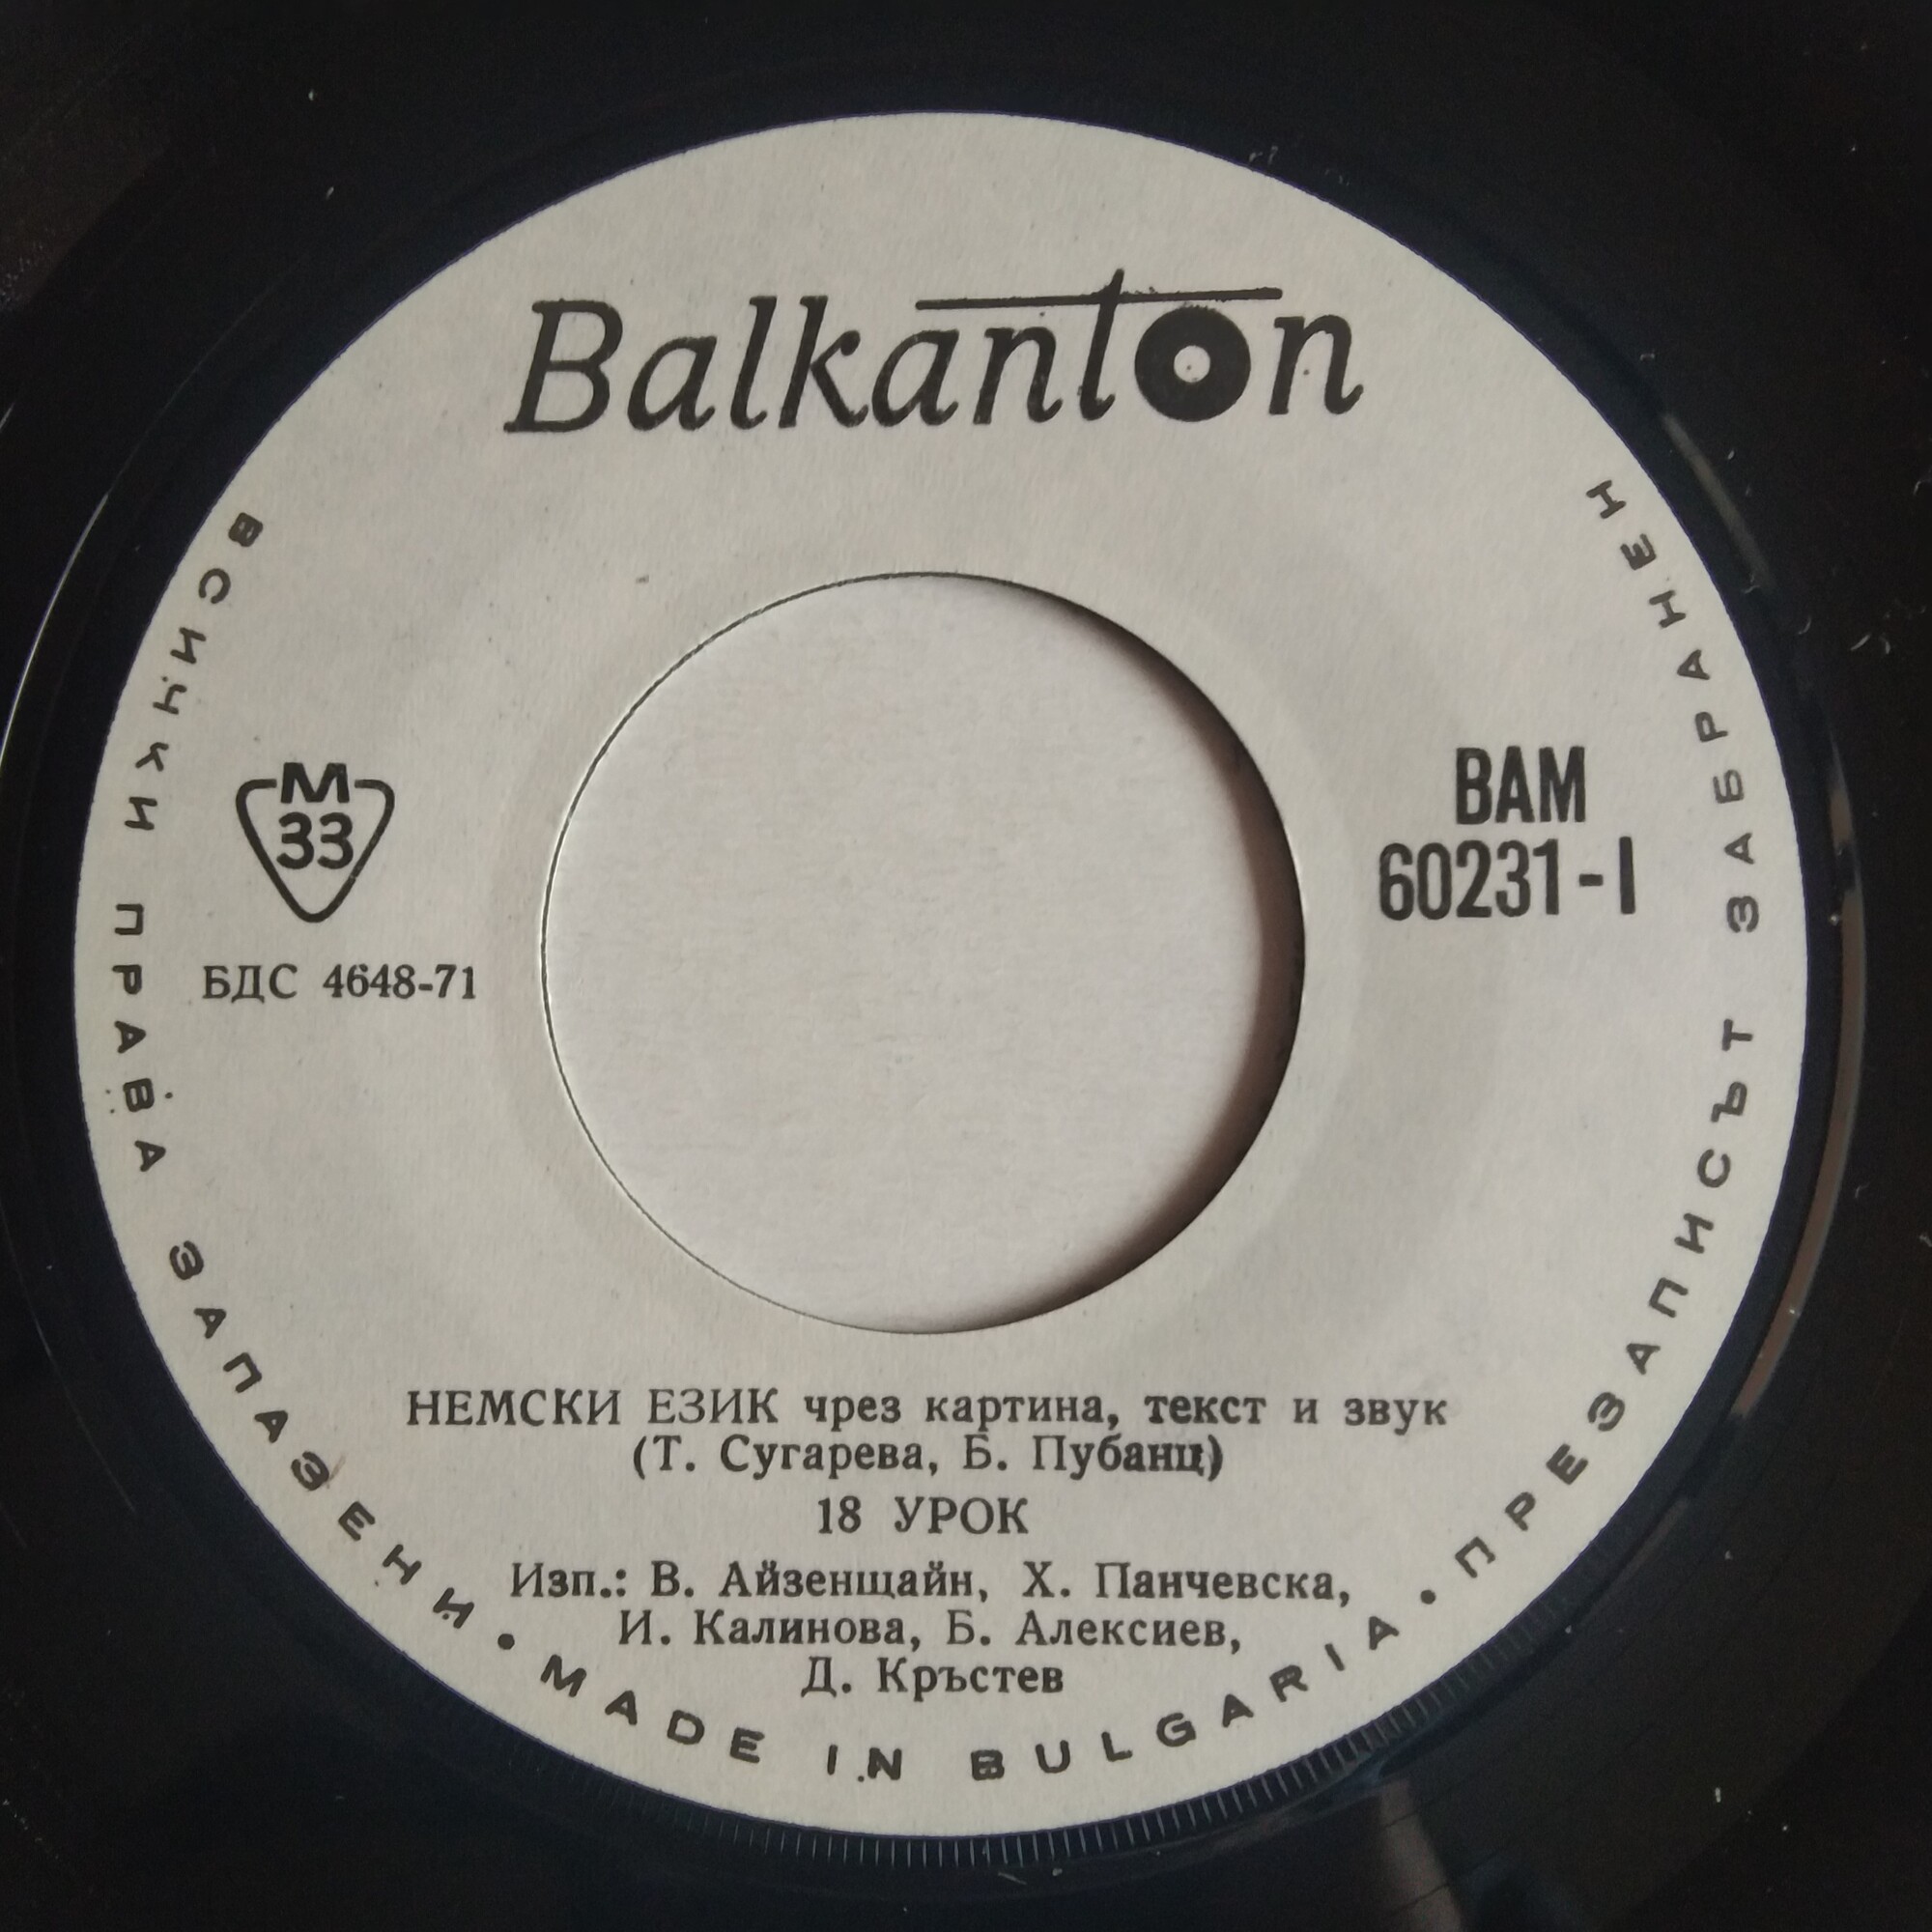 Balkanton
М
33
БДС 4648-71
ВАМ
60231-I
НЕМСКИ ЕЗИК чрез картина, текст и звук
(Т. Сугарева, Б. Пубанц)
18 УРОК
Изп.: В. Айзенщайн, Х. Панчевска,
И. Калинова, Б. Алексиев,
Д. Кръстев
ВСИЧКИ ПРАВА ЗАПАЗЕНИ • MADE IN BULGARIA • ПРЕЗАПИСЪТ ЗАБРАНЕН